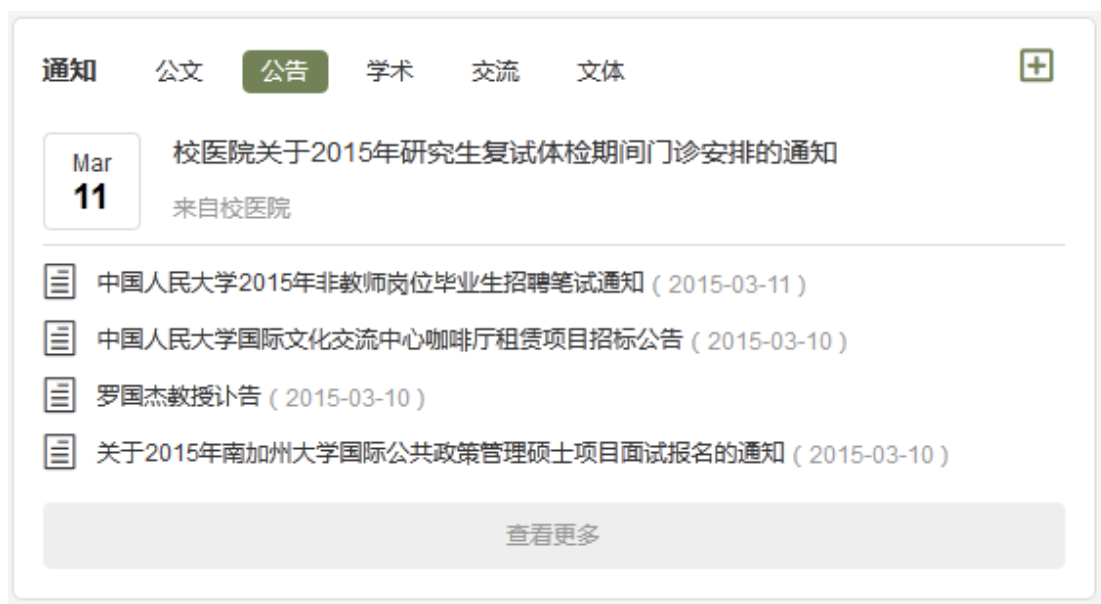 通知 公文 公告 学术 交流 文体
Mar
11
校医院关于2015年研究生复试体检期间门诊安排的通知
来自校医院
中国人民大学2015年非教师岗位毕业生招聘笔试通知 ( 2015-03-11 )
中国人民大学国际文化交流中心咖啡厅租赁项目招标公告 ( 2015-03-10 )
罗国杰教授讣告 ( 2015-03-10 )
关于2015年南加州大学国际公共政策管理硕士项目面试报名的通知 ( 2015-03-10 )
查看更多